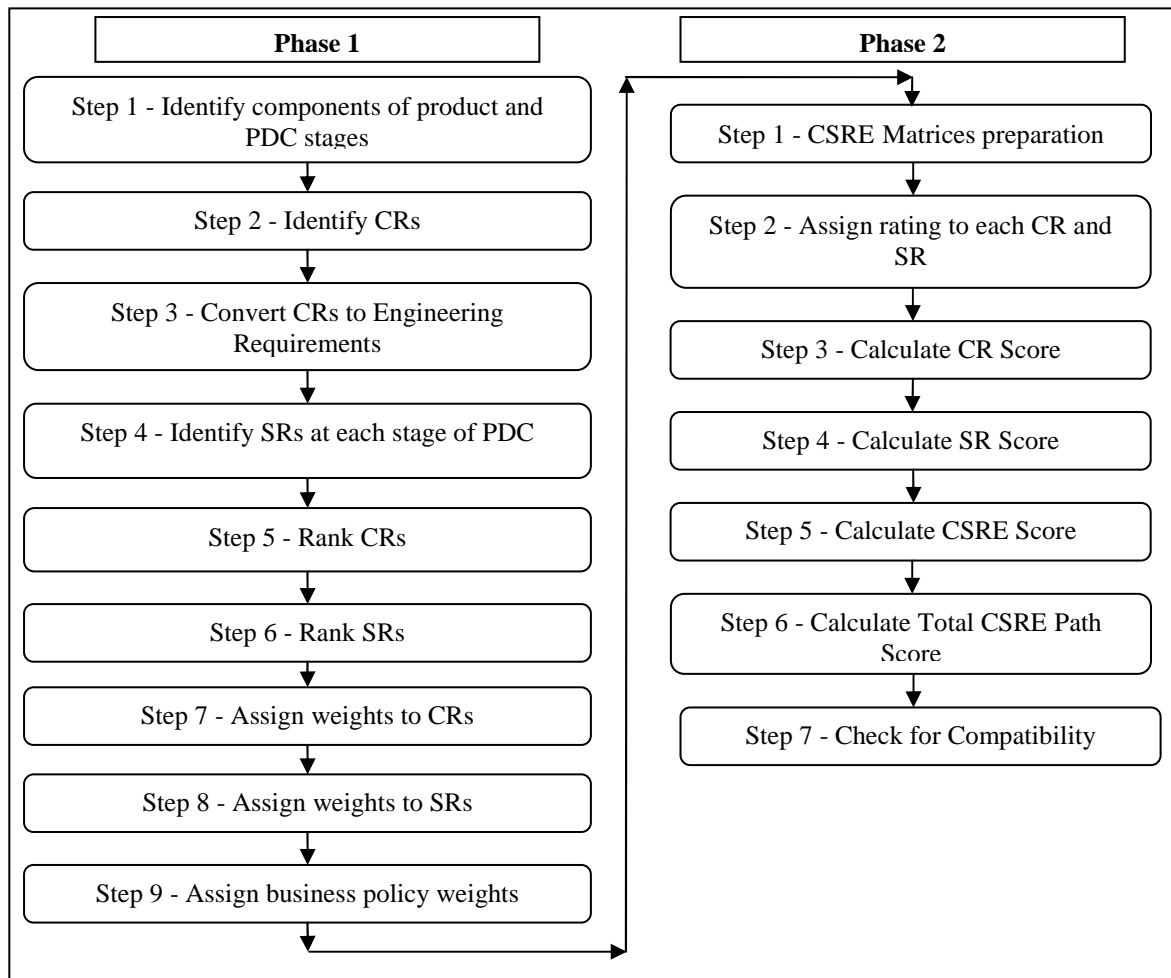 Phase 1
Step 1 - Identify components of product and
PDC stages
Step 2 - Identify CRs
Step 3 - Convert CRs to Engineering
Requirements
Step 4 - Identify SRs at each stage of PDC
Step 5 - Rank CRs
Step 6 - Rank SRs
Step 7 - Assign weights to CRs
Step 8 - Assign weights to SRs
Step 9 - Assign business policy weights
Phase 2
Step 1 - CSRE Matrices preparation
Step 2 - Assign rating to each CR and
SR
Step 3 - Calculate CR Score
Step 4 - Calculate SR Score
Step 5 - Calculate CSRE Score
Step 6 - Calculate Total CSRE Path
Score
Step 7 - Check for Compatibility